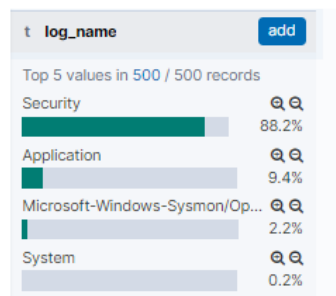 t log_name add
Top 5 values in 500 / 500 records
Security
88.2%
Application
9.4%
Microsoft-Windows-Sysmon/Op...
2.2%
System
0.2%